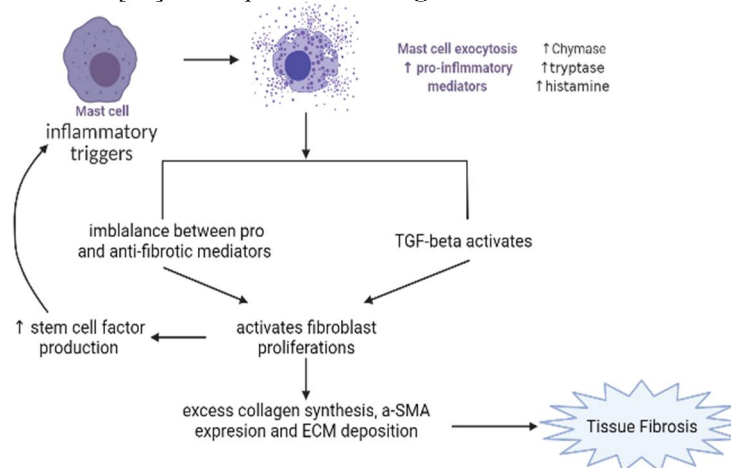 Mast cell
inflammatory
triggers
Mast cell exocytosis
↑ pro-inflmmatory
mediators
↑Chymase
↑tryptase
↑histamine
imblalance between pro
and anti-fibrotic mediators
TGF-beta activates
↑ stem cell factor
production
activates fibroblast
proliferations
excess collagen synthesis, a-SMA
expresion and ECM deposition
Tissue Fibrosis